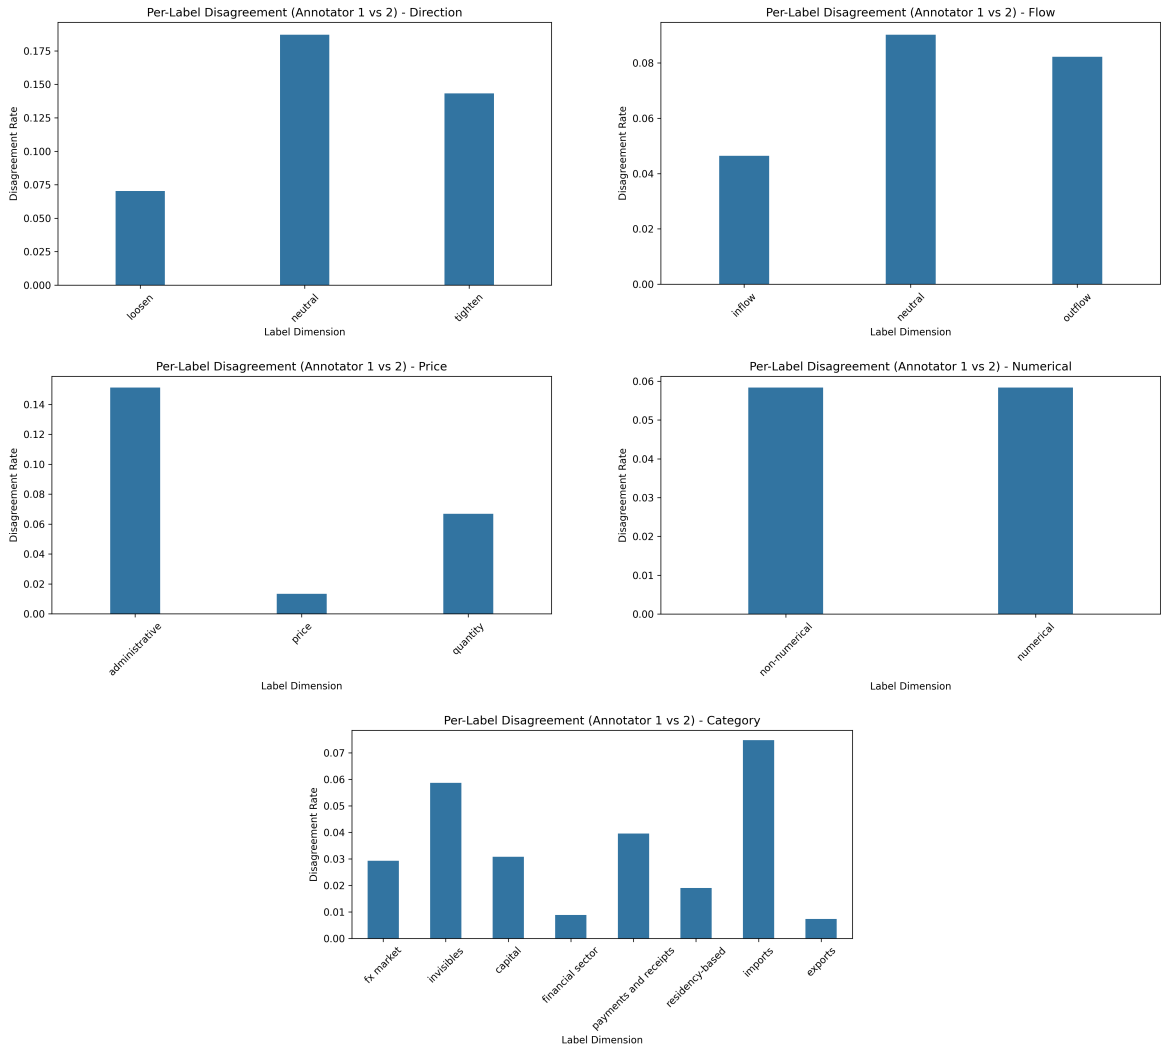 Per-Label Disagreement (Annotator 1 vs 2) - Direction
Disagreement Rate
0.175
0.150
0.125
0.100
0.075
0.050
0.025
0.000
loosen
neutral
tighten
Label Dimension
Per-Label Disagreement (Annotator 1 vs 2) - Flow
Disagreement Rate
0.08
0.06
0.04
0.02
0.00
inflow
neutral
outflow
Label Dimension
Per-Label Disagreement (Annotator 1 vs 2) - Price
Disagreement Rate
0.14
0.12
0.10
0.08
0.06
0.04
0.02
0.00
administrative
price
quantity
Label Dimension
Per-Label Disagreement (Annotator 1 vs 2) - Numerical
Disagreement Rate
0.06
0.05
0.04
0.03
0.02
0.01
0.00
non-numerical
numerical
Label Dimension
Per-Label Disagreement (Annotator 1 vs 2) - Category
Disagreement Rate
0.07
0.06
0.05
0.04
0.03
0.02
0.01
0.00
fx market
invisibles
capital
financial sector
payments and receipts
residency-based
imports
exports
Label Dimension